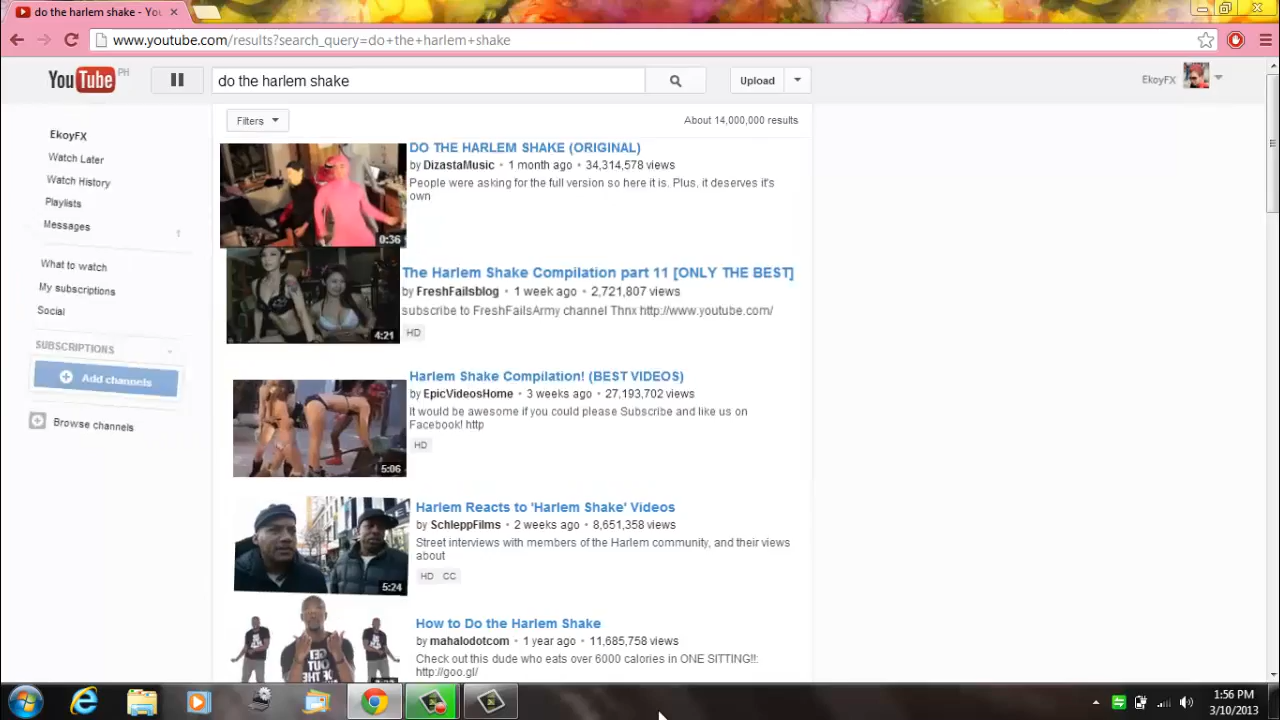 do the harlem shake - You
www.youtube.com/results?search_query=do+the+harlem+shake
YouTube PH
do the harlem shake
Upload
EkoyFX
Filters
About 14,000,000 results
EkoyFX
Watch Later
Watch History
Playlists
Messages
1
What to watch
My subscriptions
Social
SUBSCRIPTIONS
Add channels
Browse channels
DO THE HARLEM SHAKE (ORIGINAL)
by DizastaMusic • 1 month ago • 34,314,578 views
People were asking for the full version so here it is. Plus, it deserves it's
own
0:36
The Harlem Shake Compilation part 11 [ONLY THE BEST]
by FreshFailsblog • 1 week ago • 2,721,807 views
subscribe to FreshFailsArmy channel Thnx http://www.youtube.com/
HD
4:21
Harlem Shake Compilation! (BEST VIDEOS)
by EpicVideosHome • 3 weeks ago • 27,193,702 views
It would be awesome if you could please Subscribe and like us on
Facebook! http
HD
5:06
Harlem Reacts to 'Harlem Shake' Videos
by SchleppFilms • 2 weeks ago • 8,651,358 views
Street interviews with members of the Harlem community, and their views
about
HD CC
5:24
How to Do the Harlem Shake
by mahalodotcom • 1 year ago • 11,685,758 views
Check out this dude who eats over 6000 calories in ONE SITTING!!:
http://goo.gl/
GET
OUT
1:56 PM
3/10/2013